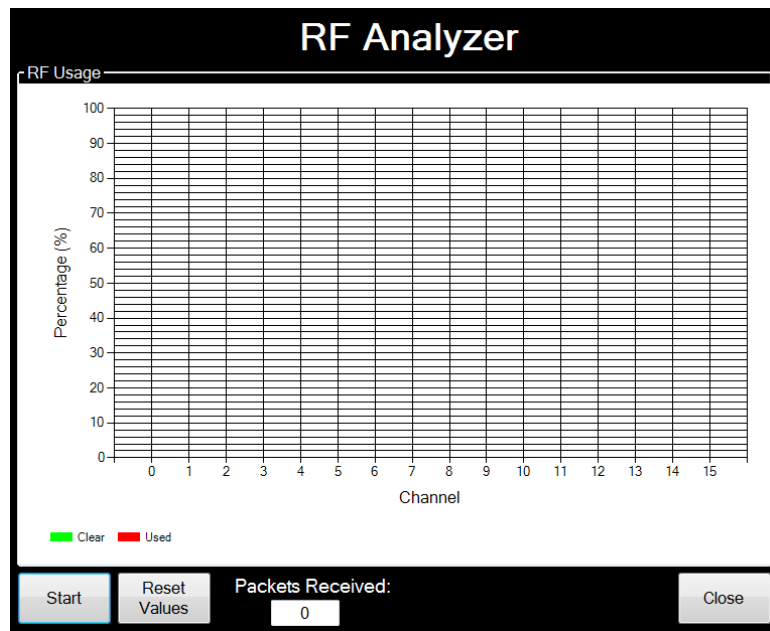 RF Analyzer
RF Usage
100
90
80
70
60
50
40
30
20
10
0
Percentage (%)
0 1 2 3 4 5 6 7 8 9 10 11 12 13 14 15
Channel
Clear Used
Start
Reset
Values
Packets Received:
0
Close